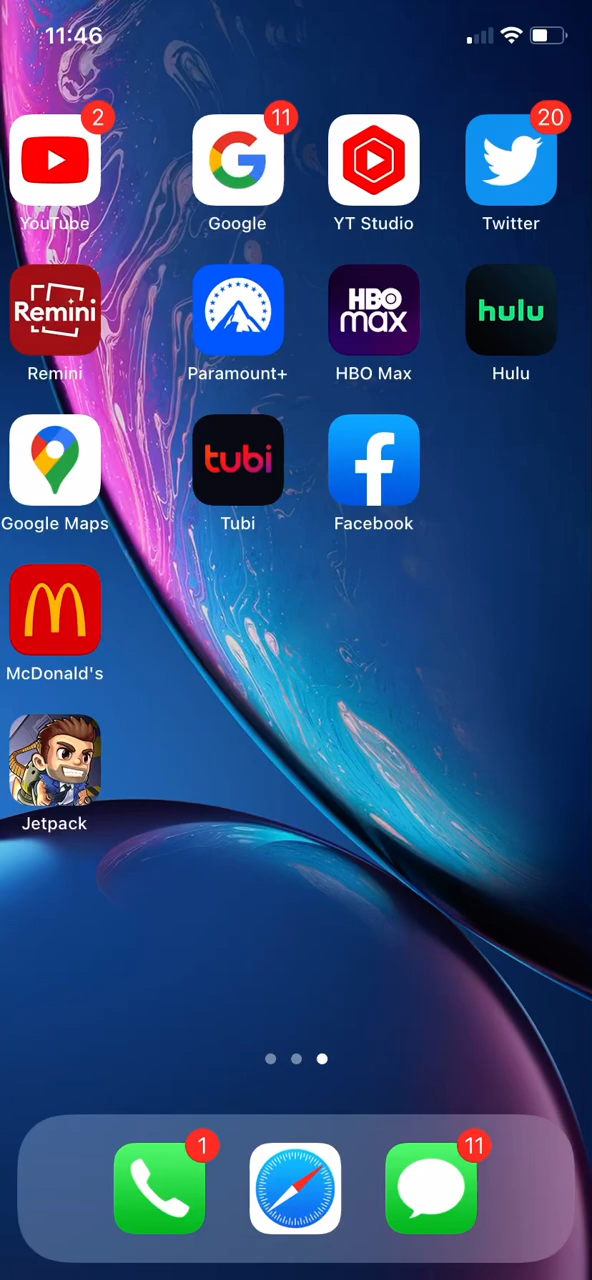 11:46
2
11
20
YouTube
Google
YT Studio
Twitter
Remini
HBO
max
hulu
Remini
Paramount+
HBO Max
Hulu
tubi
Google Maps
Tubi
Facebook
McDonald's
Jetpack
1
11